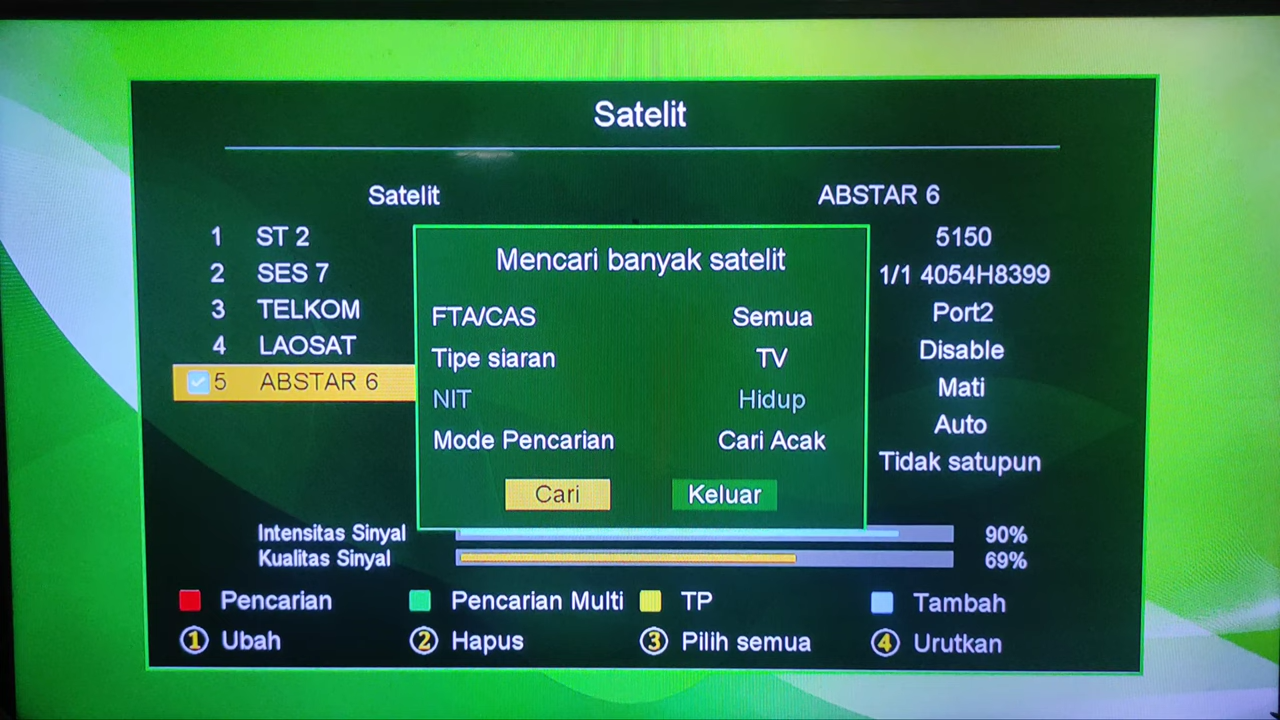 Satelit
Satelit ABSTAR 6
1 ST 2
2 SES 7
3 TELKOM
4 LAOSAT
5 ABSTAR 6
Mencari banyak satelit
FTA/CAS Semua
Tipe siaran TV
NIT Hidup
Mode Pencarian Cari Acak
Cari Keluar
5150
1/1 4054H8399
Port2
Disable
Mati
Auto
Tidak satupun
Intensitas Sinyal 90%
Kualitas Sinyal 69%
Pencarian Pencarian Multi TP Tambah
1 Ubah 2 Hapus 3 Pilih semua 4 Urutkan